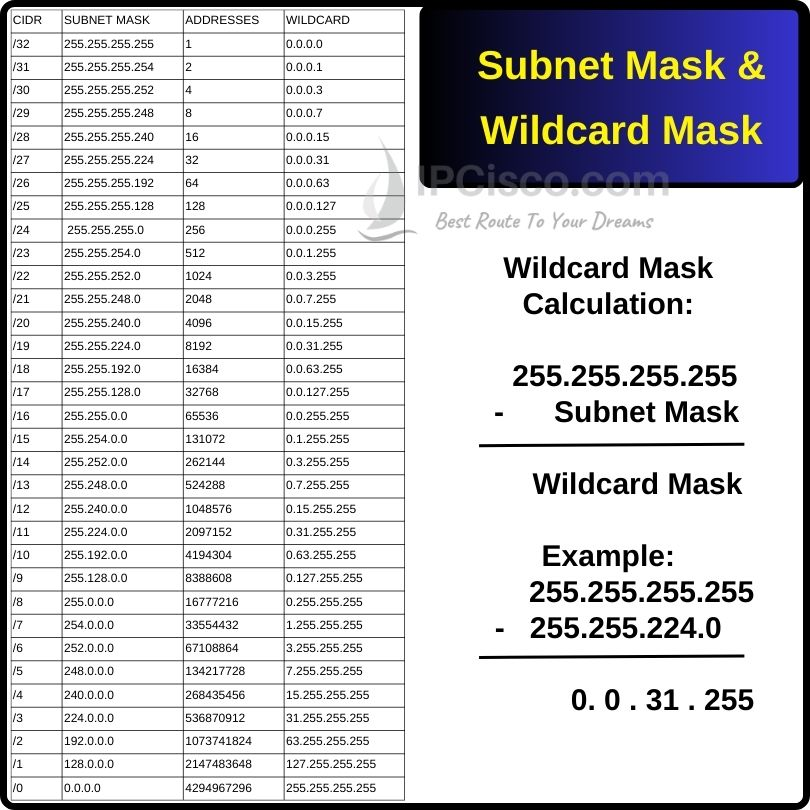 CIDR SUBNET MASK ADDRESSES WILDCARD
/32 255.255.255.255 1 0.0.0.0
/31 255.255.255.254 2 0.0.0.1
/30 255.255.255.252 4 0.0.0.3
/29 255.255.255.248 8 0.0.0.7
/28 255.255.255.240 16 0.0.0.15
/27 255.255.255.224 32 0.0.0.31
/26 255.255.255.192 64 0.0.0.63
/25 255.255.255.128 128 0.0.0.127
/24 255.255.255.0 256 0.0.0.255
/23 255.255.254.0 512 0.0.1.255
/22 255.255.252.0 1024 0.0.3.255
/21 255.255.248.0 2048 0.0.7.255
/20 255.255.240.0 4096 0.0.15.255
/19 255.255.224.0 8192 0.0.31.255
/18 255.255.192.0 16384 0.0.63.255
/17 255.255.128.0 32768 0.0.127.255
/16 255.255.0.0 65536 0.0.255.255
/15 255.254.0.0 131072 0.1.255.255
/14 255.252.0.0 262144 0.3.255.255
/13 255.248.0.0 524288 0.7.255.255
/12 255.240.0.0 1048576 0.15.255.255
/11 255.224.0.0 2097152 0.31.255.255
/10 255.192.0.0 4194304 0.63.255.255
/9 255.128.0.0 8388608 0.127.255.255
/8 255.0.0.0 16777216 0.255.255.255
/7 254.0.0.0 33554432 1.255.255.255
/6 252.0.0.0 67108864 3.255.255.255
/5 248.0.0.0 134217728 7.255.255.255
/4 240.0.0.0 268435456 15.255.255.255
/3 224.0.0.0 536870912 31.255.255.255
/2 192.0.0.0 1073741824 63.255.255.255
/1 128.0.0.0 2147483648 127.255.255.255
/0 0.0.0.0 4294967296 255.255.255.255
Subnet Mask &
Wildcard Mask
IPCisco.com
Best Route To Your Dreams
Wildcard Mask
Calculation:
255.255.255.255
- Subnet Mask
Wildcard Mask
Example:
255.255.255.255
- 255.255.224.0
0. 0 . 31 . 255